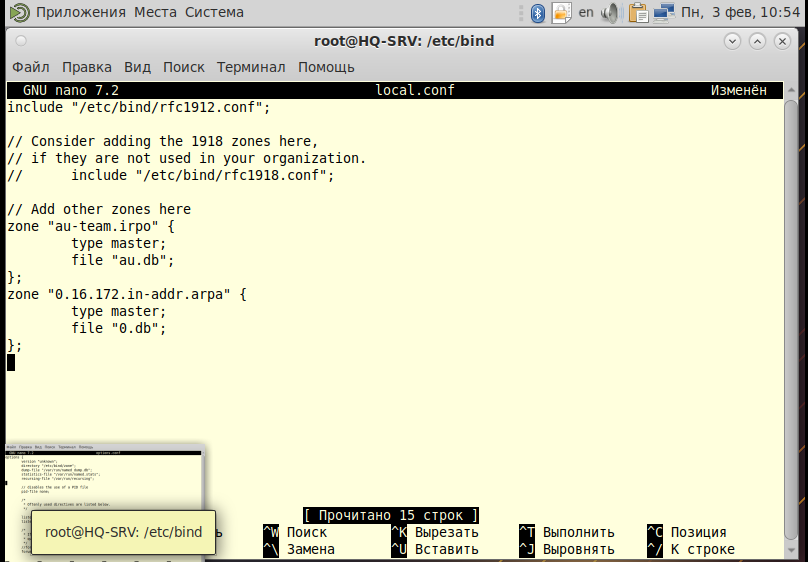 Приложения Места Система en Пн, 3 фев, 10:54
root@HQ-SRV: /etc/bind
Файл Правка Вид Поиск Терминал Помощь
GNU nano 7.2 local.conf Изменён
include "/etc/bind/rfc1912.conf";
// Consider adding the 1918 zones here,
// if they are not used in your organization.
//      include "/etc/bind/rfc1918.conf";
// Add other zones here
zone "au-team.irpo" {
        type master;
        file "au.db";
};
zone "0.16.172.in-addr.arpa" {
        type master;
        file "0.db";
};
[ Прочитано 15 строк ]
^W Поиск ^K Вырезать ^T Выполнить ^C Позиция
^\ Замена ^U Вставить ^J Выровнять ^/ К строке
root@HQ-SRV: /etc/bind